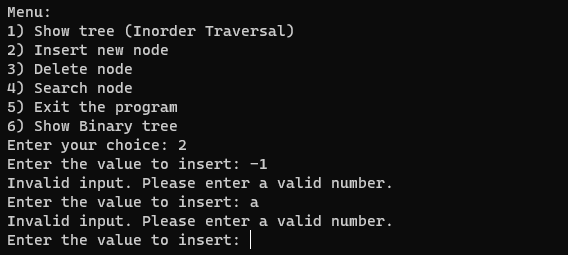 Menu:
1) Show tree (Inorder Traversal)
2) Insert new node
3) Delete node
4) Search node
5) Exit the program
6) Show Binary tree
Enter your choice: 2
Enter the value to insert: -1
Invalid input. Please enter a valid number.
Enter the value to insert: a
Invalid input. Please enter a valid number.
Enter the value to insert: